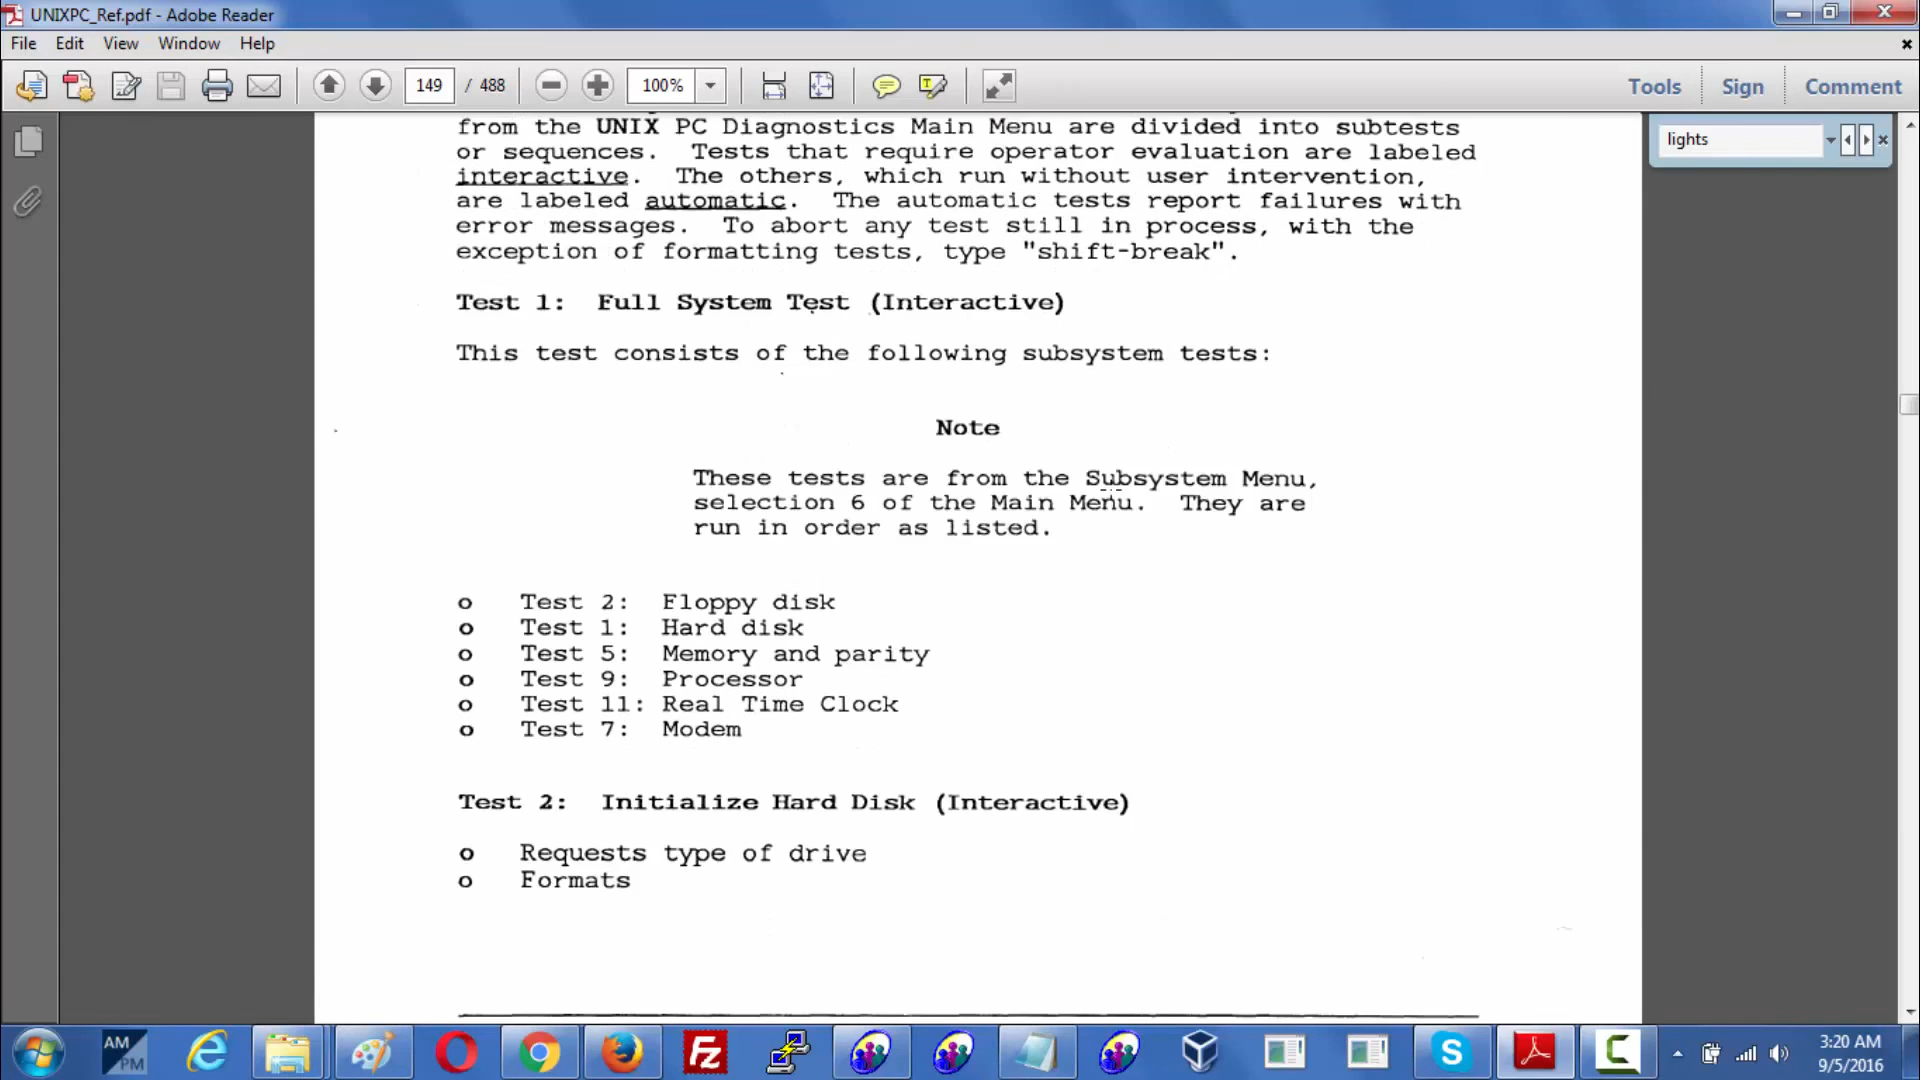 UNIXPC_Ref.pdf - Adobe Reader
File Edit View Window Help
149 / 488 100% Tools Sign Comment
lights
from the UNIX PC Diagnostics Main Menu are divided into subtests
or sequences. Tests that require operator evaluation are labeled
interactive. The others, which run without user intervention,
are labeled automatic. The automatic tests report failures with
error messages. To abort any test still in process, with the
exception of formatting tests, type "shift-break".
Test 1: Full System Test (Interactive)
This test consists of the following subsystem tests:
Note
These tests are from the Subsystem Menu,
selection 6 of the Main Menu. They are
run in order as listed.
o Test 2: Floppy disk
o Test 1: Hard disk
o Test 5: Memory and parity
o Test 9: Processor
o Test 11: Real Time Clock
o Test 7: Modem
Test 2: Initialize Hard Disk (Interactive)
o Requests type of drive
o Formats
AM
PM
Fz
S
C
3:20 AM
9/5/2016